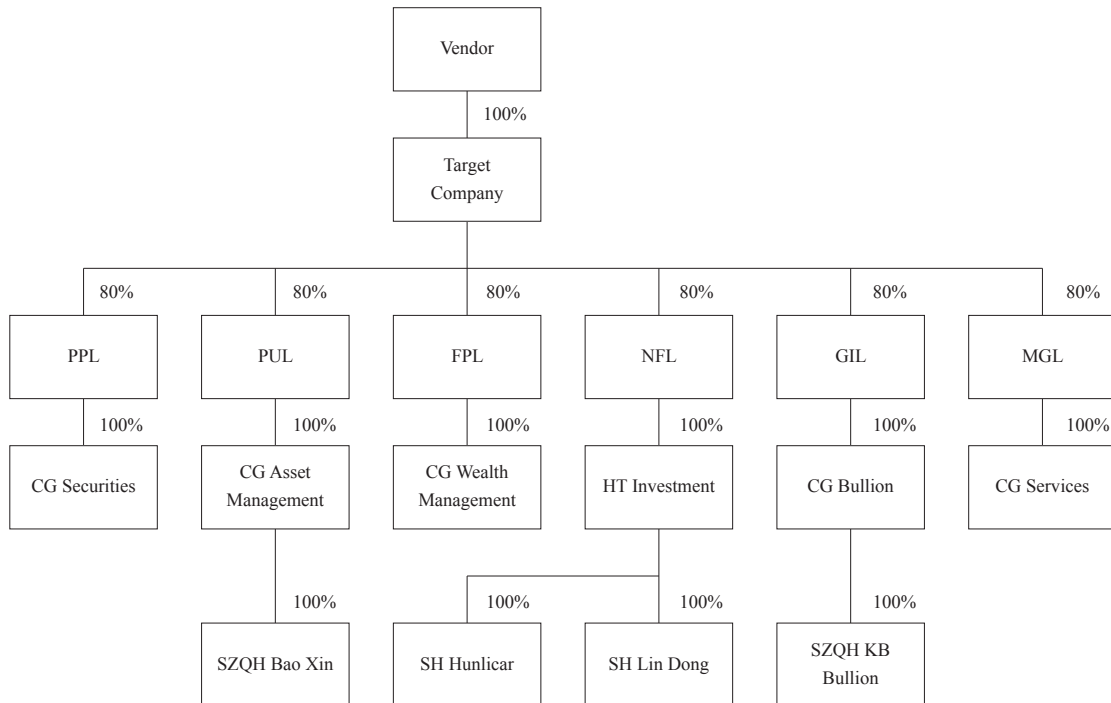 Vendor
100%
Target
Company
80%
80%
80%
80%
80%
80%
PPL
PUL
FPL
NFL
GIL
MGL
100%
100%
100%
100%
100%
100%
CG Securities
CG Asset
Management
CG Wealth
Management
HT Investment
CG Bullion
CG Services
100%
100%
100%
100%
SZQH Bao Xin
SH Hunlicar
SH Lin Dong
SZQH KB
Bullion